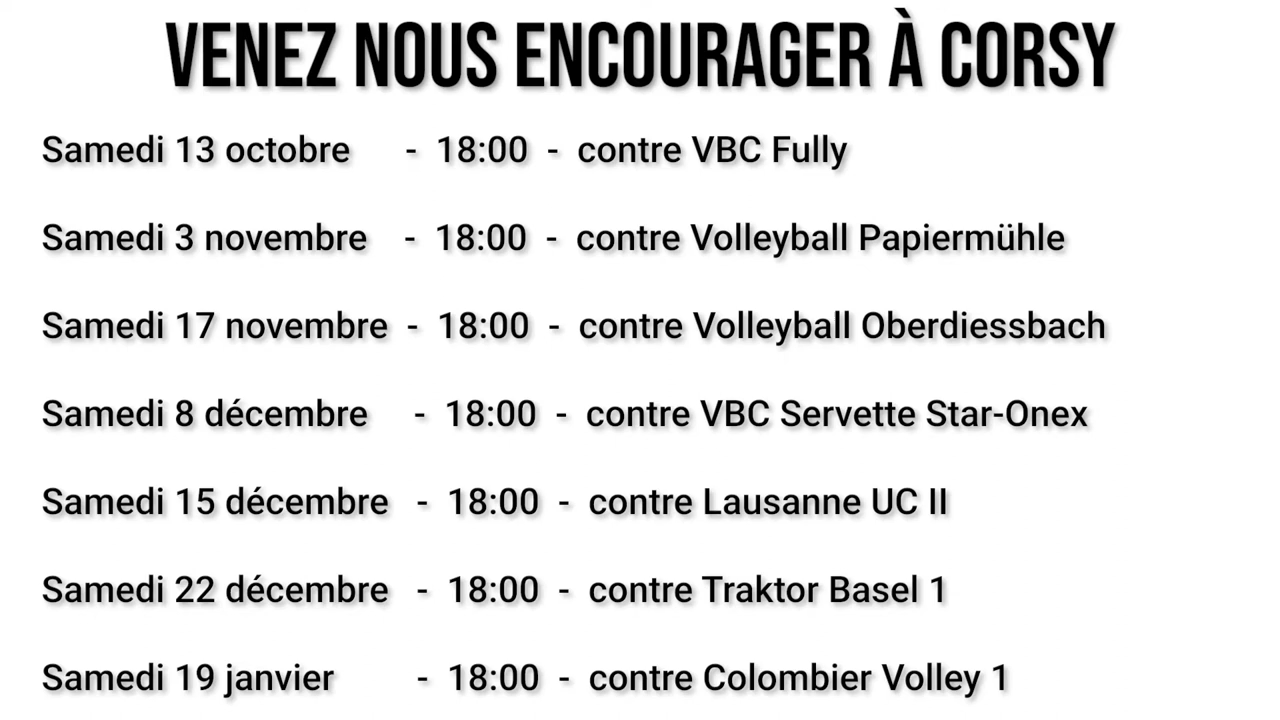 VENEZ NOUS ENCOURAGER À CORSY
Samedi 13 octobre - 18:00 - contre VBC Fully
Samedi 3 novembre - 18:00 - contre Volleyball Papiermühle
Samedi 17 novembre - 18:00 - contre Volleyball Oberdiessbach
Samedi 8 décembre - 18:00 - contre VBC Servette Star-Onex
Samedi 15 décembre - 18:00 - contre Lausanne UC II
Samedi 22 décembre - 18:00 - contre Traktor Basel 1
Samedi 19 janvier - 18:00 - contre Colombier Volley 1